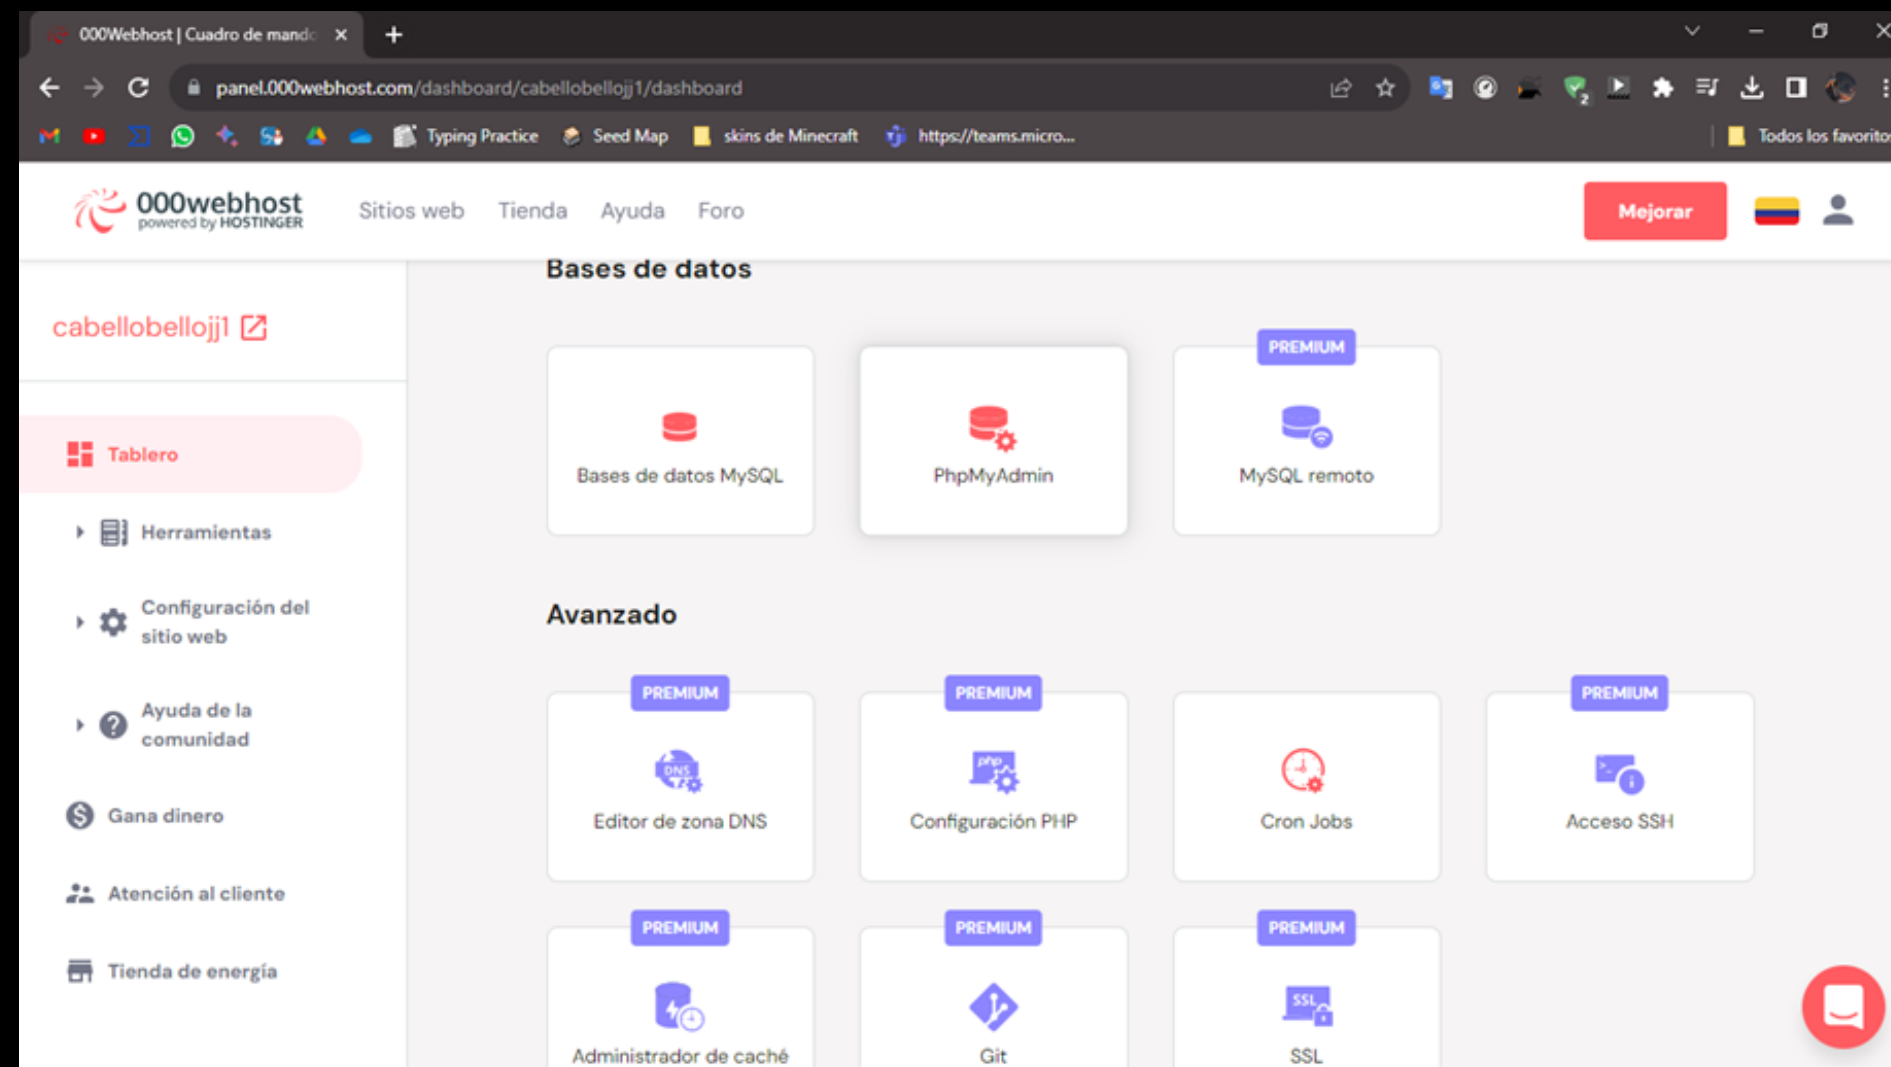 000Webhost | Cuadro de mando
panel.000webhost.com/dashboard/cabellobellojj1/dashboard
Typing Practice
Seed Map
skins de Minecraft
https://teams.micro...
Todos los favoritos
000webhost
powered by HOSTINGER
Sitios web
Tienda
Ayuda
Foro
Mejorar
cabellobellojj1
Tablero
Herramientas
Configuración del
sitio web
Ayuda de la
comunidad
Gana dinero
Atención al cliente
Tienda de energía
Bases de datos
Bases de datos MySQL
PhpMyAdmin
PREMIUM
MySQL remoto
Avanzado
PREMIUM
DNS
Editor de zona DNS
PREMIUM
php
Configuración PHP
Cron Jobs
PREMIUM
Acceso SSH
PREMIUM
Administrador de caché
PREMIUM
Git
PREMIUM
SSL
SSL